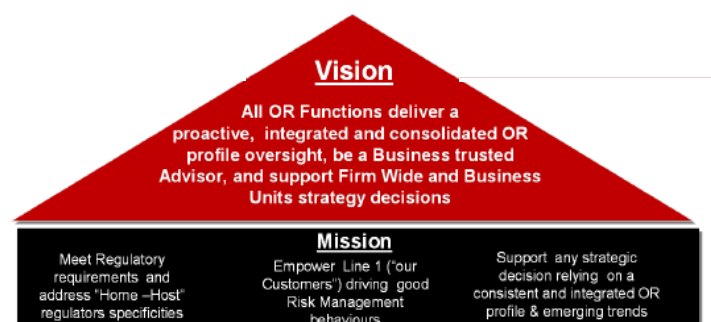 Vision
All OR Functions deliver a
proactive, integrated and consolidated OR
profile oversight, be a Business trusted
Advisor, and support Firm Wide and Business
Units strategy decisions
Mission
Meet Regulatory
requirements and
address "Home –Host"
regulators specificities
Empower Line 1 ("our
Customers") driving good
Risk Management
behaviours
Support any strategic
decision relying on a
consistent and integrated OR
profile & emerging trends